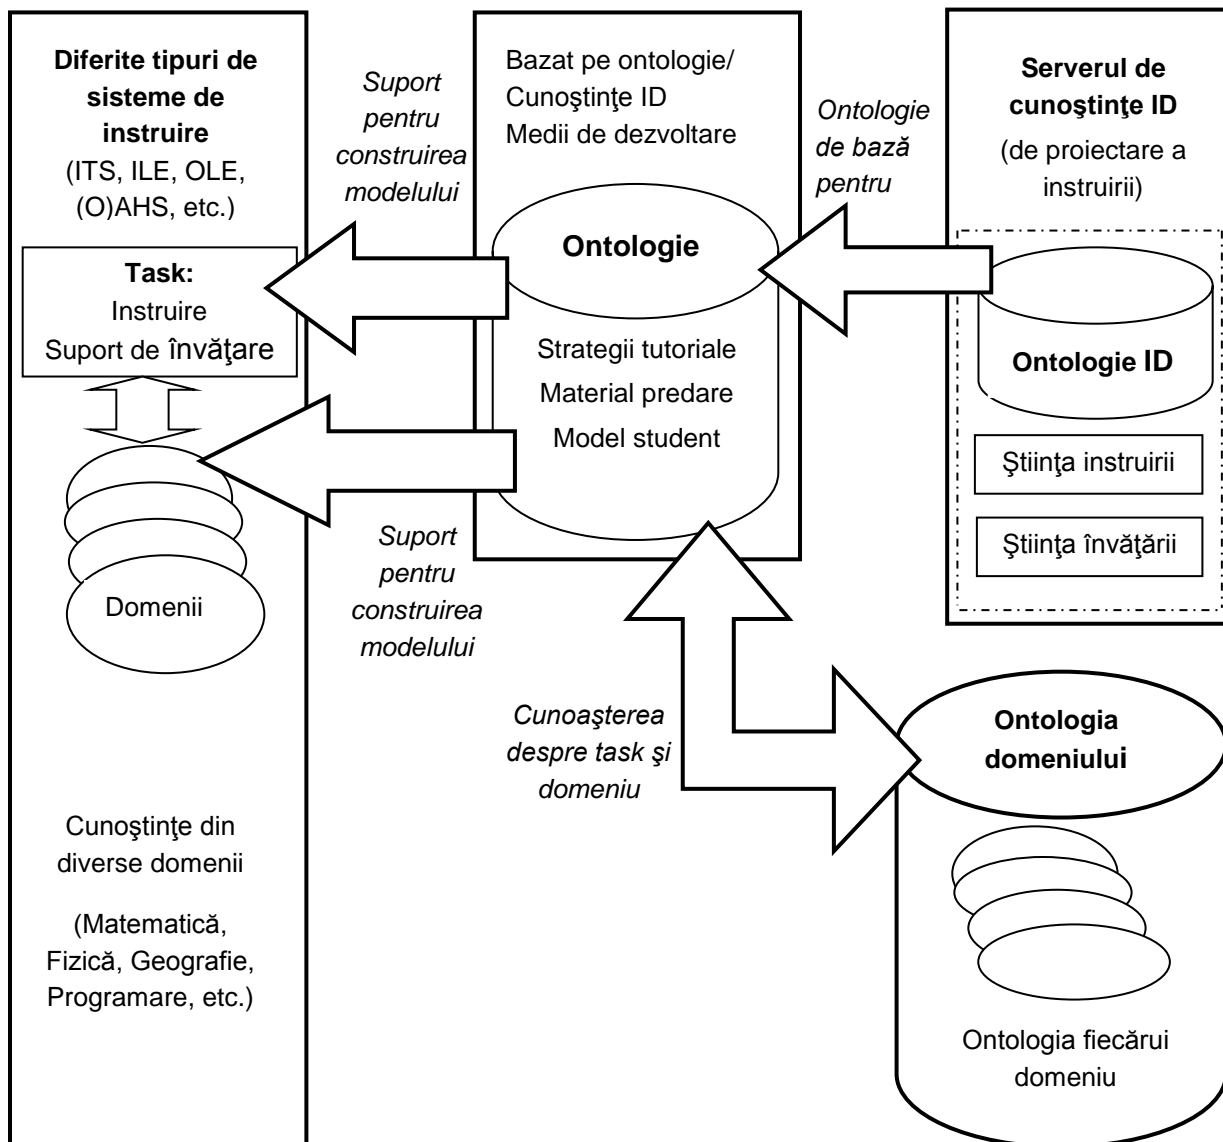 Diferite tipuri de
sisteme de
instruire
(ITS, ILE, OLE,
(O)AHS, etc.)
Task:
Instruire
Suport de învăţare
Domenii
Cunoştinţe din
diverse domenii
(Matematică,
Fizică, Geografie,
Programare, etc.)
Suport
pentru
construirea
modelului
Suport
pentru
construirea
modelului
Bazat pe ontologie/
Cunoştinţe ID
Medii de dezvoltare
Ontologie
Strategii tutoriale
Material predare
Model student
Cunoaşterea
despre task şi
domeniu
Ontologie
de bază
pentru
Serverul de
cunoştinţe ID
(de proiectare a
instruirii)
Ontologie ID
Ştiinţa instruirii
Ştiinţa învăţării
Ontologia
domeniului
Ontologia fiecărui
domeniu